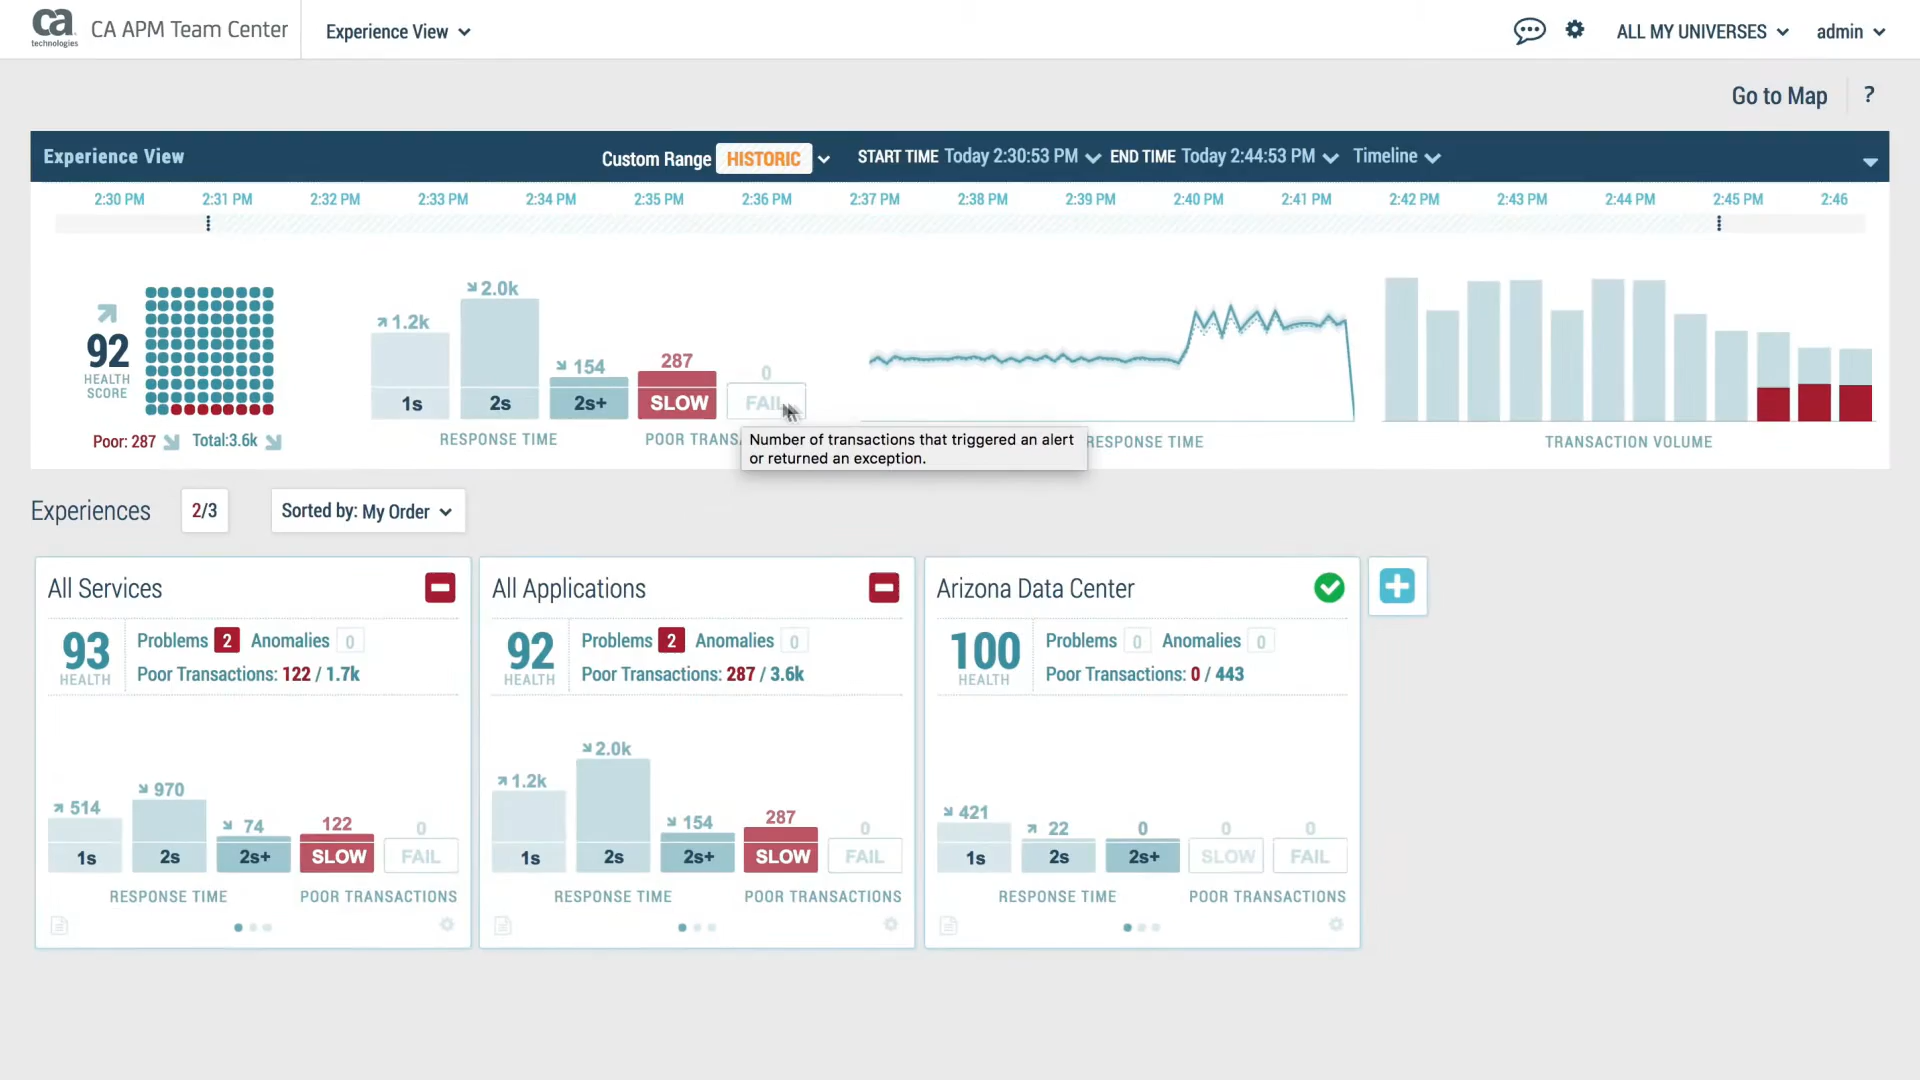 ca
technologies
CA APM Team Center
Experience View
ALL MY UNIVERSES
admin
Go to Map
?
Experience View
Custom Range HISTORIC
START TIME Today 2:30:53 PM
END TIME Today 2:44:53 PM
Timeline
2:30 PM 2:31 PM 2:32 PM 2:33 PM 2:34 PM 2:35 PM 2:36 PM 2:37 PM 2:38 PM 2:39 PM 2:40 PM 2:41 PM 2:42 PM 2:43 PM 2:44 PM 2:45 PM 2:46
92
HEALTH
SCORE
Poor: 287 Total:3.6k
1.2k 2.0k 154 287 0
1s 2s 2s+ SLOW FAIL
RESPONSE TIME
POOR TRANS
Number of transactions that triggered an alert
or returned an exception.
RESPONSE TIME
TRANSACTION VOLUME
Experiences
2/3
Sorted by: My Order
All Services
93
HEALTH
Problems 2 Anomalies 0
Poor Transactions: 122 / 1.7k
514 970 74 122 0
1s 2s 2s+ SLOW FAIL
RESPONSE TIME POOR TRANSACTIONS
All Applications
92
HEALTH
Problems 2 Anomalies 0
Poor Transactions: 287 / 3.6k
1.2k 2.0k 154 287 0
1s 2s 2s+ SLOW FAIL
RESPONSE TIME POOR TRANSACTIONS
Arizona Data Center
100
HEALTH
Problems 0 Anomalies 0
Poor Transactions: 0 / 443
421 22 0 0 0
1s 2s 2s+ SLOW FAIL
RESPONSE TIME POOR TRANSACTIONS